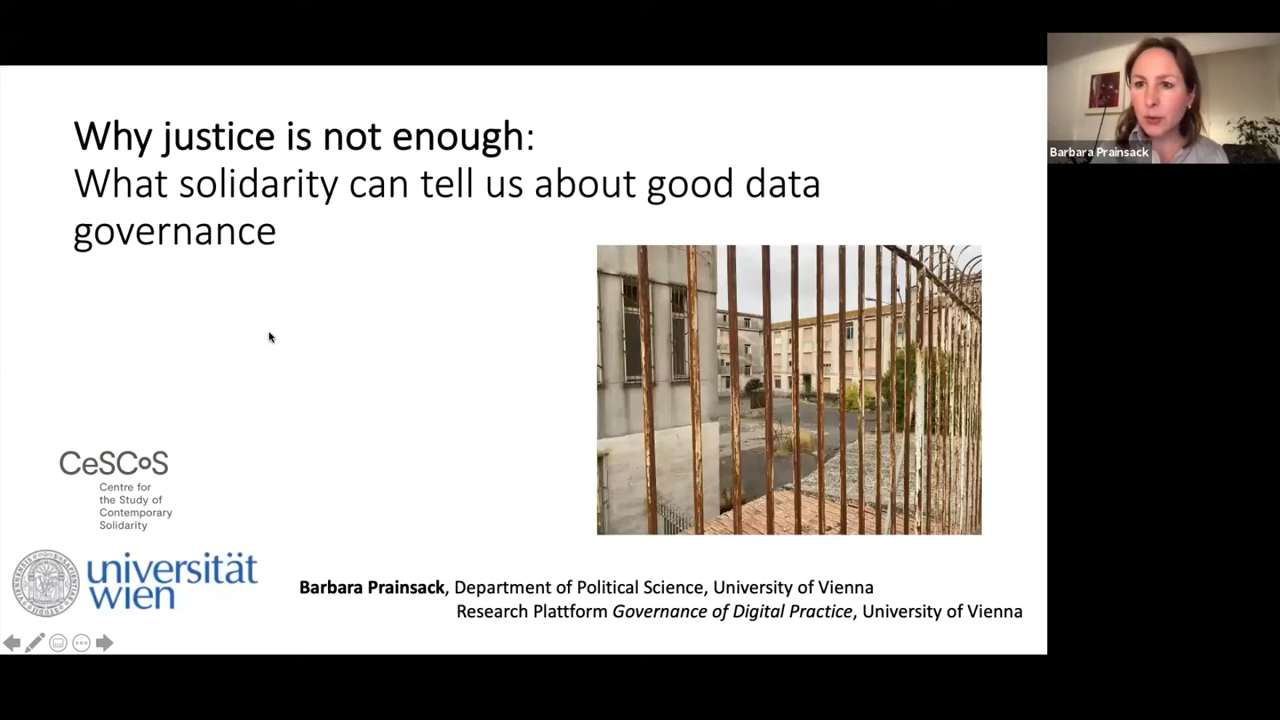 Why justice is not enough:
What solidarity can tell us about good data
governance
Barbara Prainsack
CeSCoS
Centre for
the Study of
Contemporary
Solidarity
universität
wien
Barbara Prainsack, Department of Political Science, University of Vienna
Research Plattform Governance of Digital Practice, University of Vienna